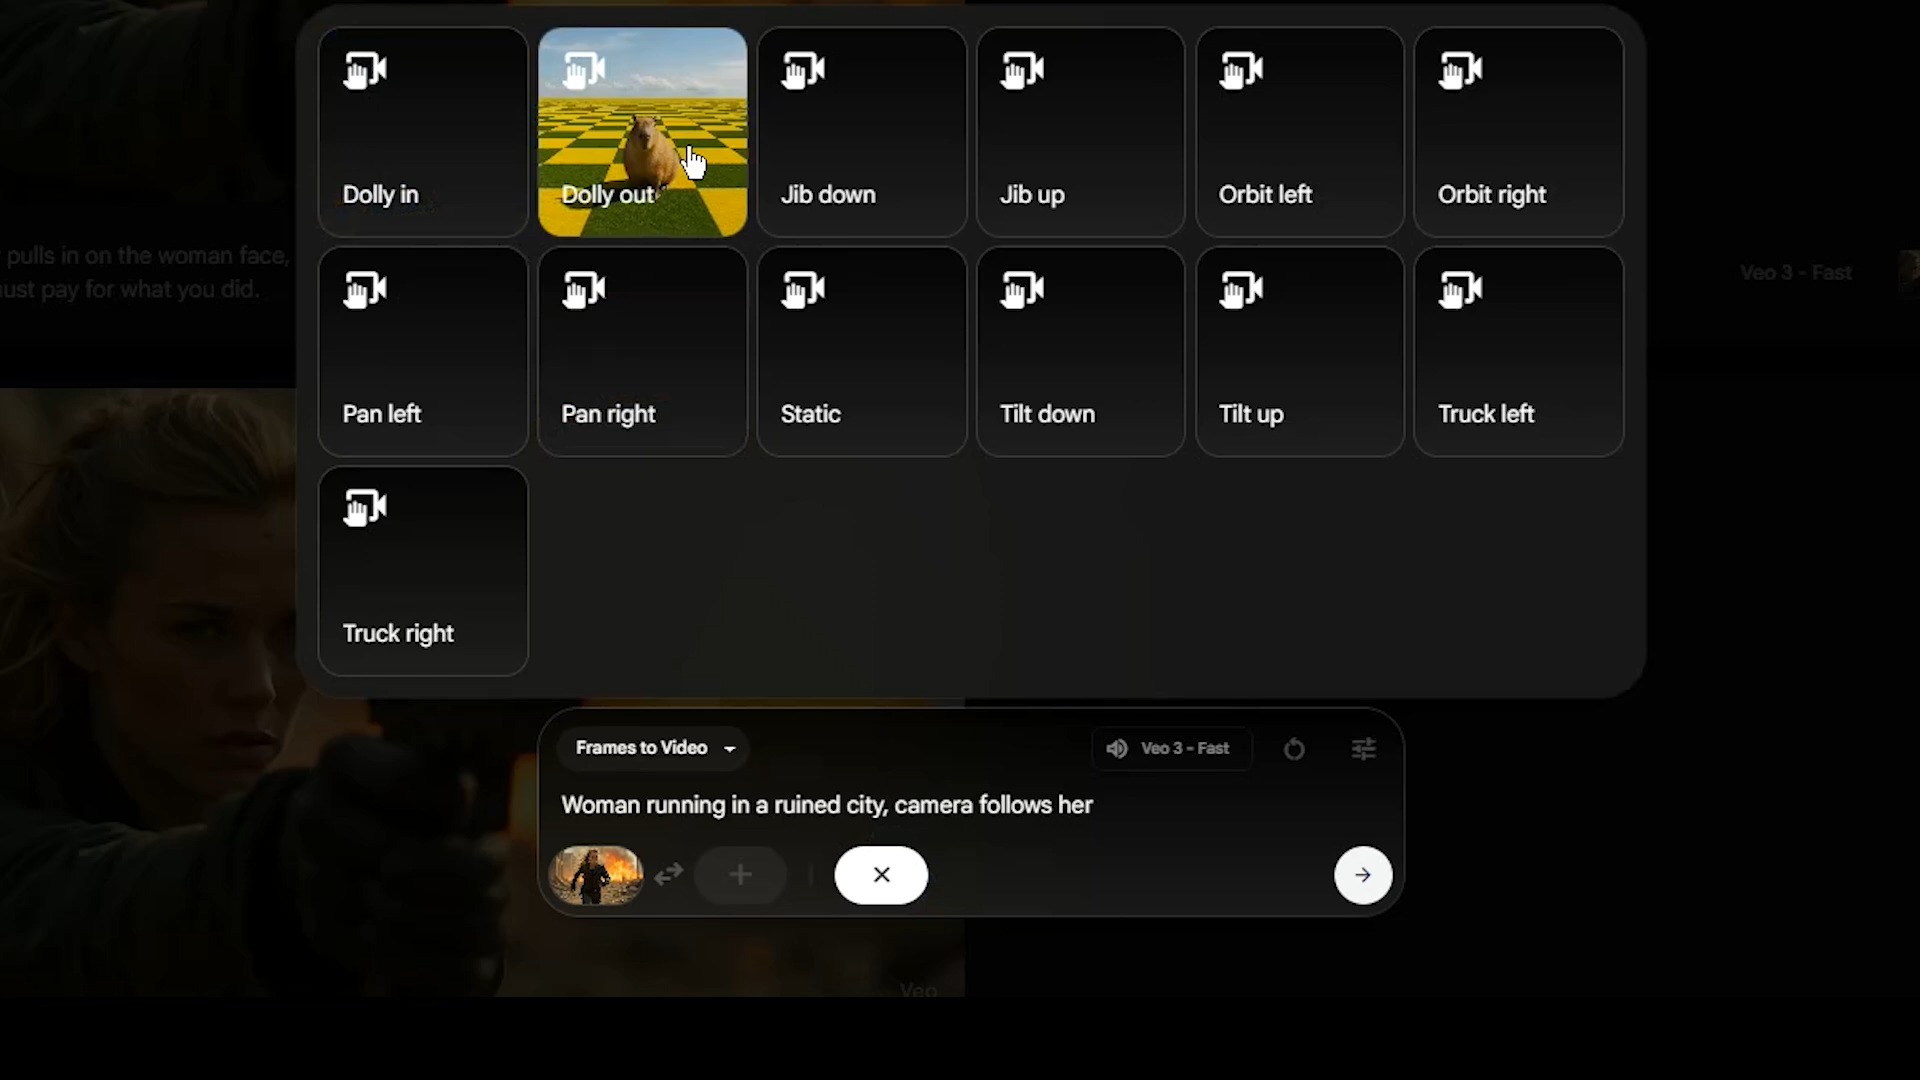 Dolly in
Dolly out
Jib down
Jib up
Orbit left
Orbit right
pulls in on the woman face,
ust pay for what you did.
Veo 3 - Fast
Pan left
Pan right
Static
Tilt down
Tilt up
Truck left
Truck right
Frames to Video
Veo 3 - Fast
Woman running in a ruined city, camera follows her
Veo